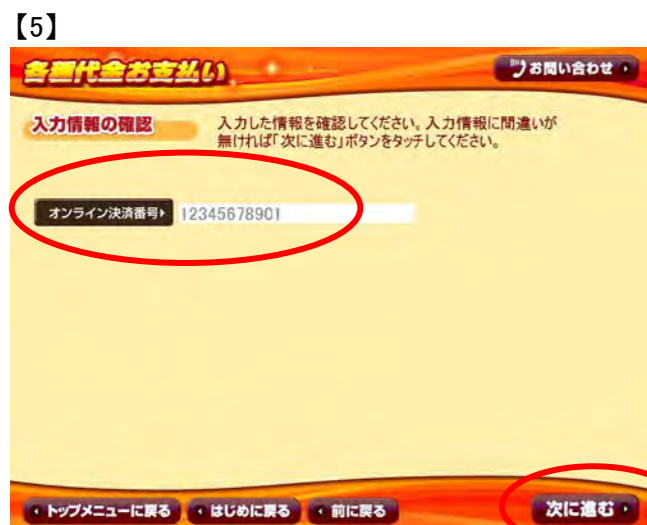 【5】
各種代金お支払い
お問い合わせ
入力情報の確認
入力した情報を確認してください。入力情報に間違いが
無ければ「次に進む」ボタンをタッチしてください。
オンライン決済番号 12345678901
トップメニューに戻る はじめに戻る 前に戻る 次に進む